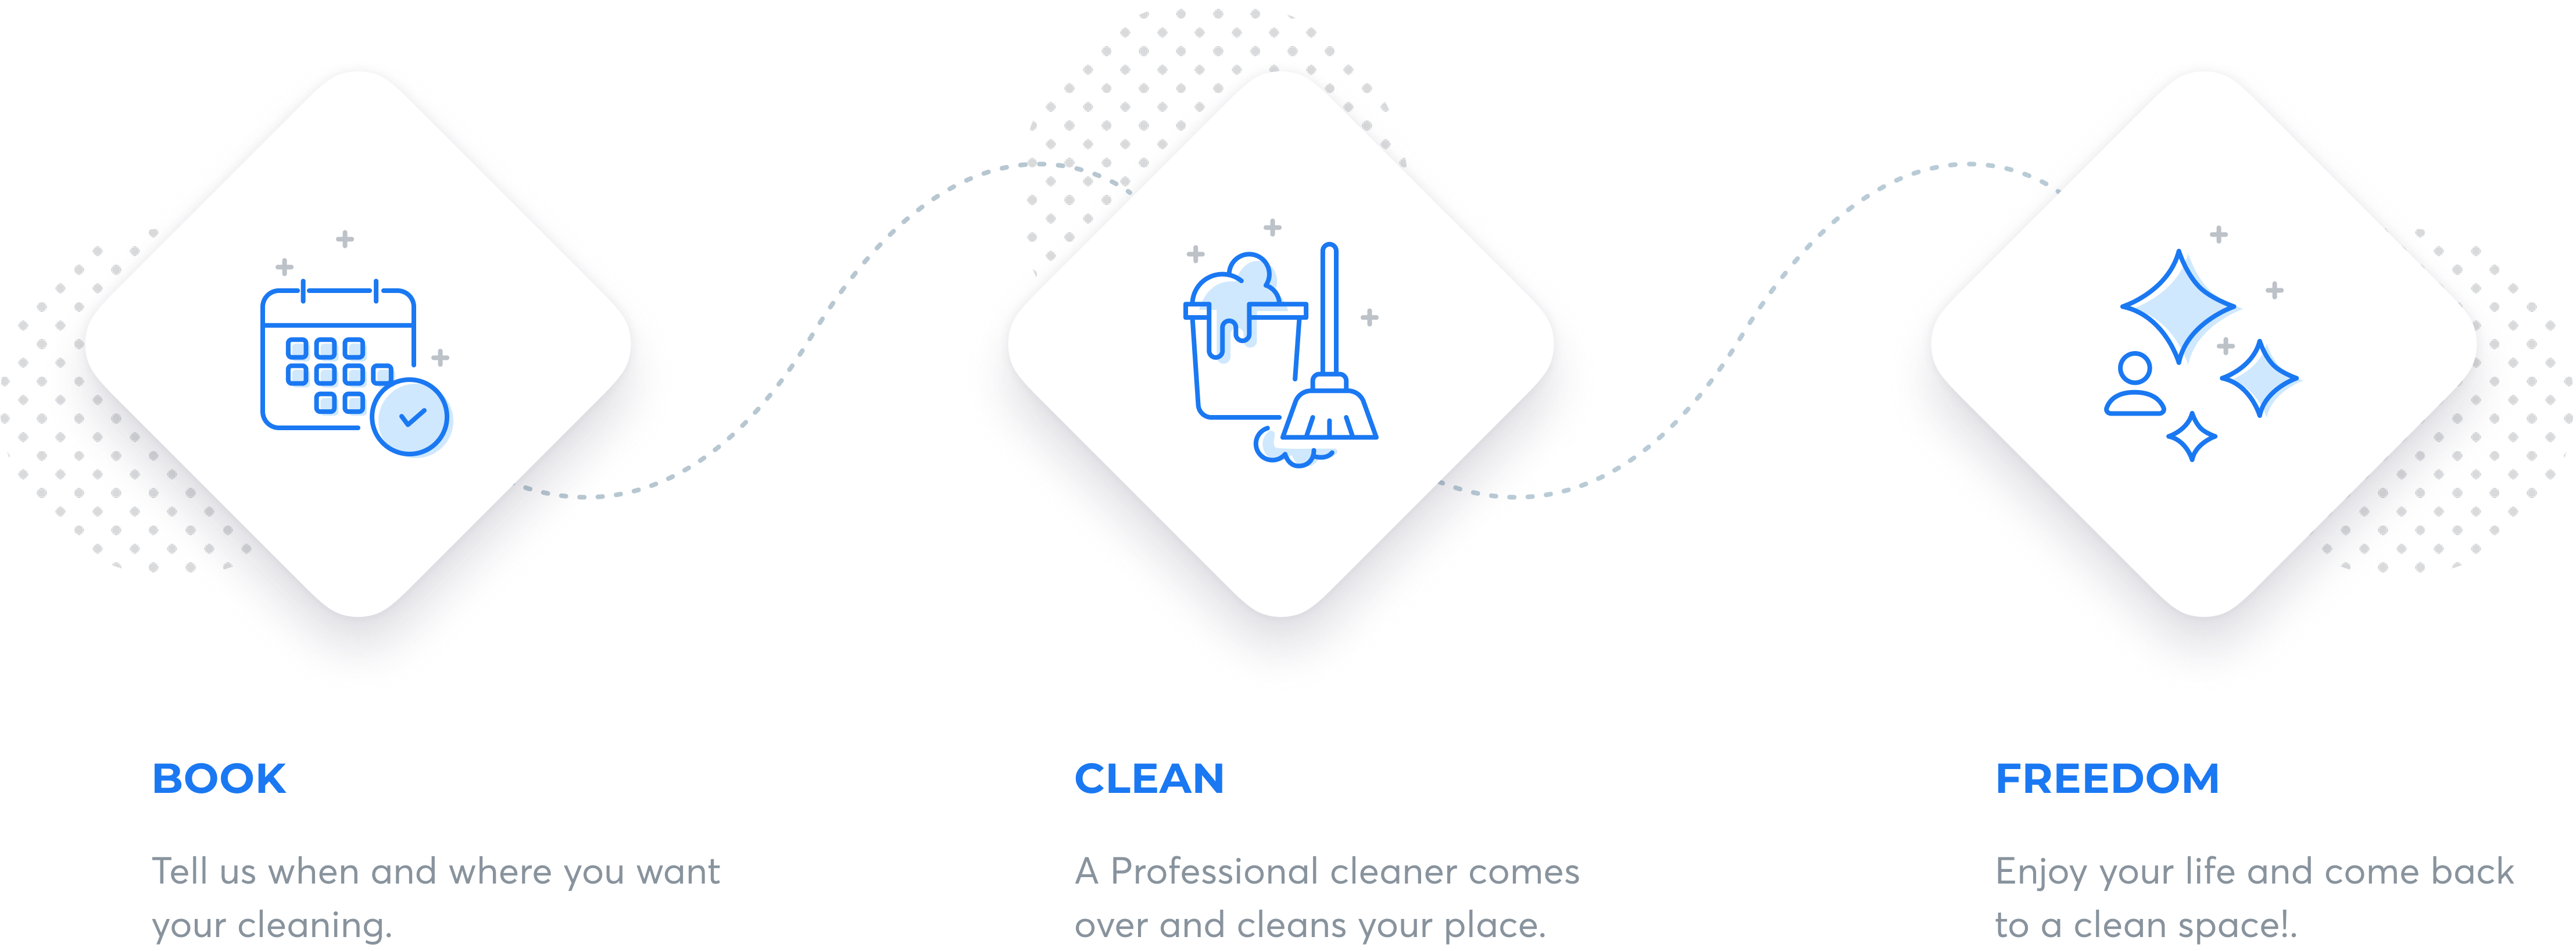 BOOK
Tell us when and where you want
your cleaning.
CLEAN
A Professional cleaner comes
over and cleans your place.
FREEDOM
Enjoy your life and come back
to a clean space!.